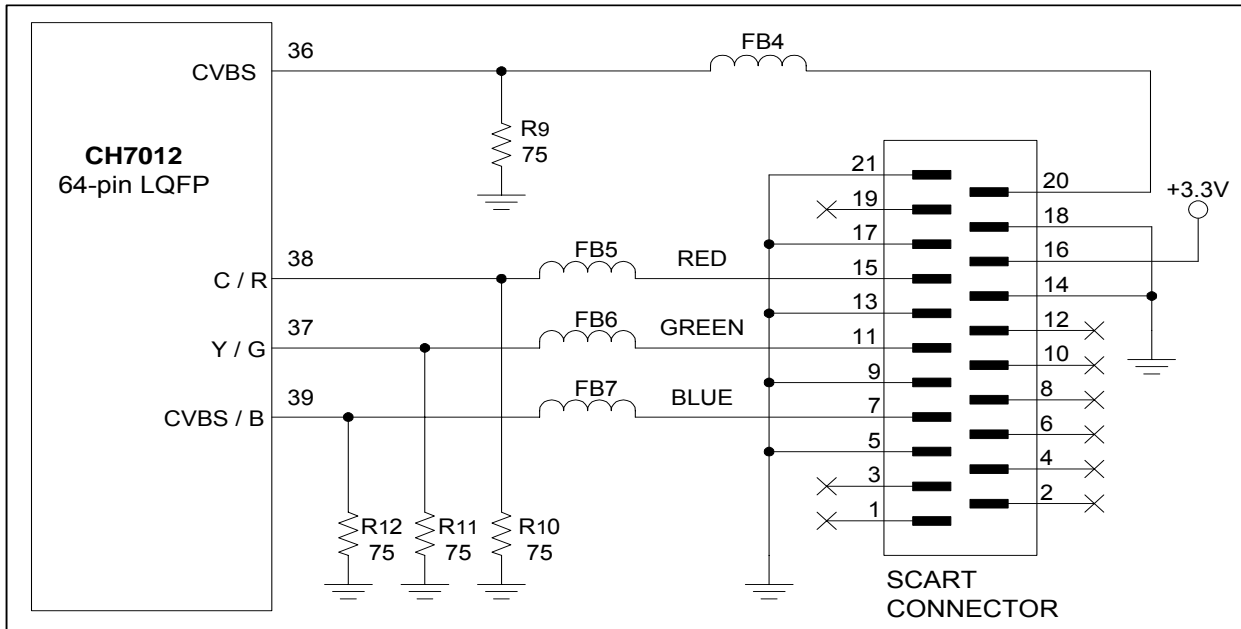 36
FB4
CVBS
R9
75
CH7012
64-pin LQFP
21
20
+3.3V
19
18
17
16
38
FB5
RED
15
C / R
14
13
37
FB6
GREEN
12
Y / G
11
10
39
FB7
BLUE
9
8
CVBS / B
7
6
5
4
3
2
1
R12
75
R11
75
R10
75
SCART
CONNECTOR